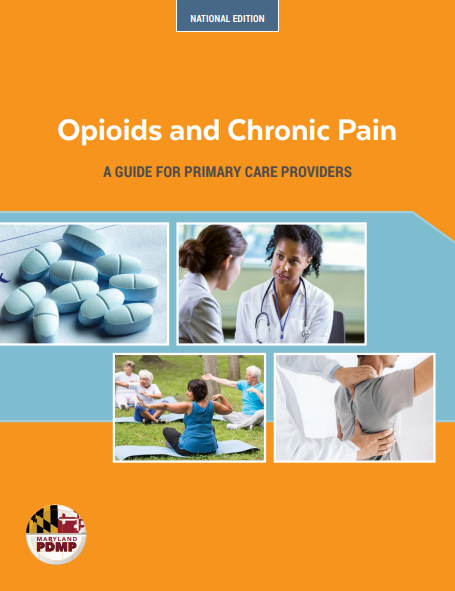 NATIONAL EDITION
Opioids and Chronic Pain
A GUIDE FOR PRIMARY CARE PROVIDERS
MARYLAND
PDMP